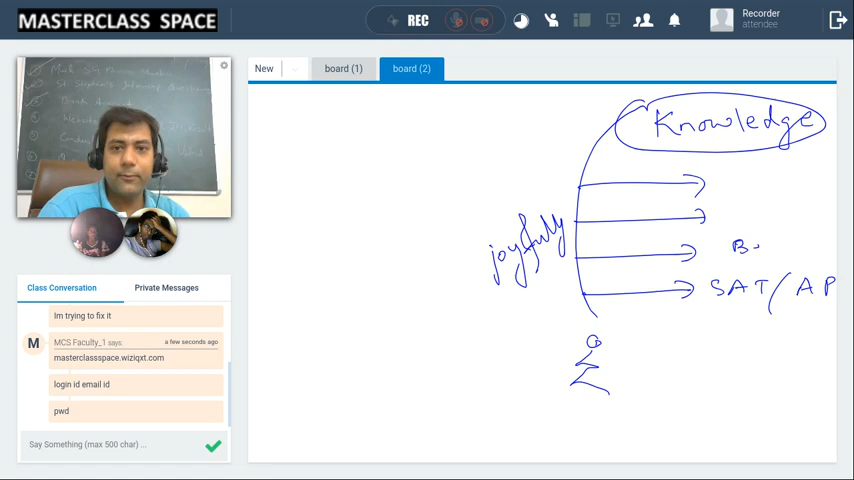 MASTERCLASS SPACE
REC
Recorder
attendee
New
board (1)
board (2)
Knowledge
joyfully
B.
SAT/AP
Class Conversation
Private Messages
Im trying to fix it
M
MCS Faculty_1 says:
a few seconds ago
masterclassspace.wiziqxt.com
login id email id
pwd
Say Something (max 500 char) ...